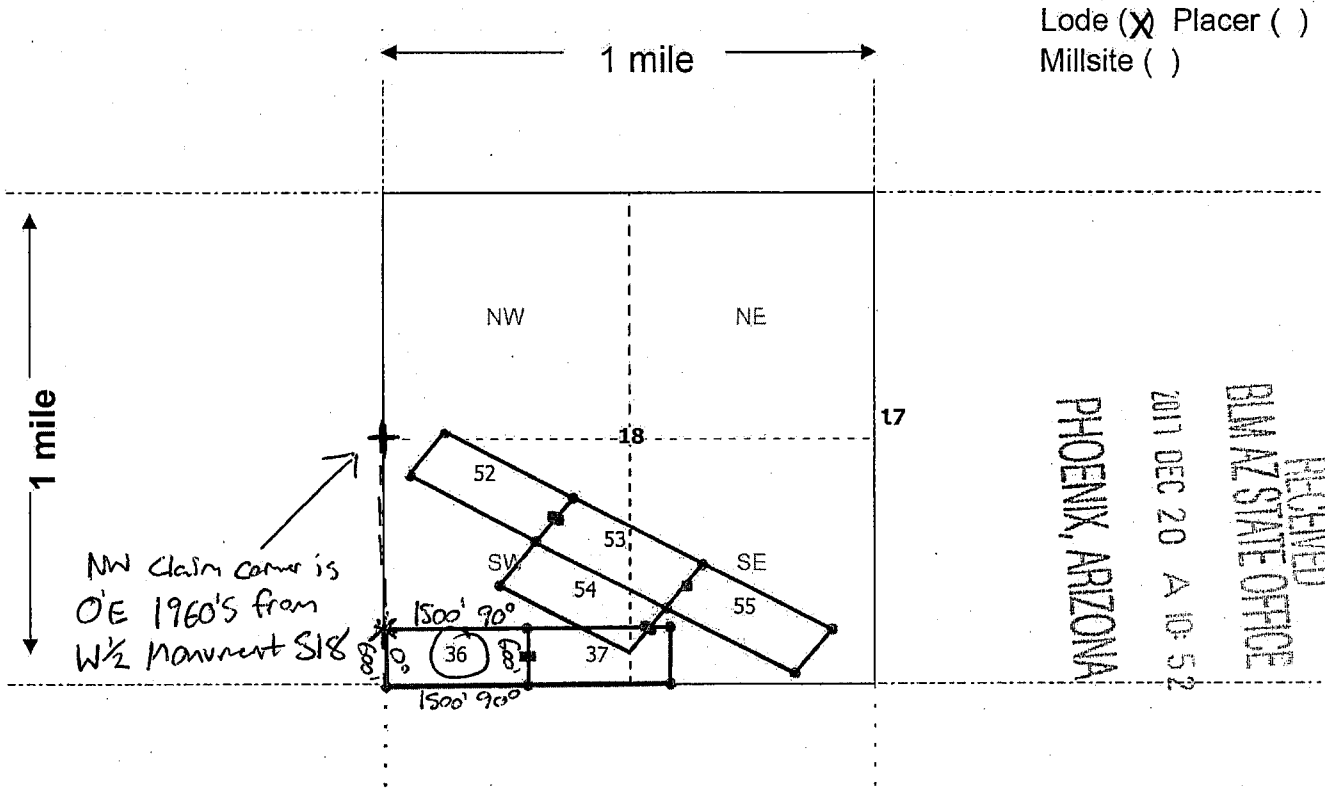 Lode (X) Placer ( )
Millsite ( )
1 mile
1 mile
NW
NE
18
17
52
53
SW
SE
54
55
NW Claim corner is
O'E 1960'S from
W½ Monument S18
1500' 90°
600'
0°
36
600'
37
1500' 90°
RECEIVED
BLM AZ STATE OFFICE
2011 DEC 20 A 10:52
PHOENIX, ARIZONA